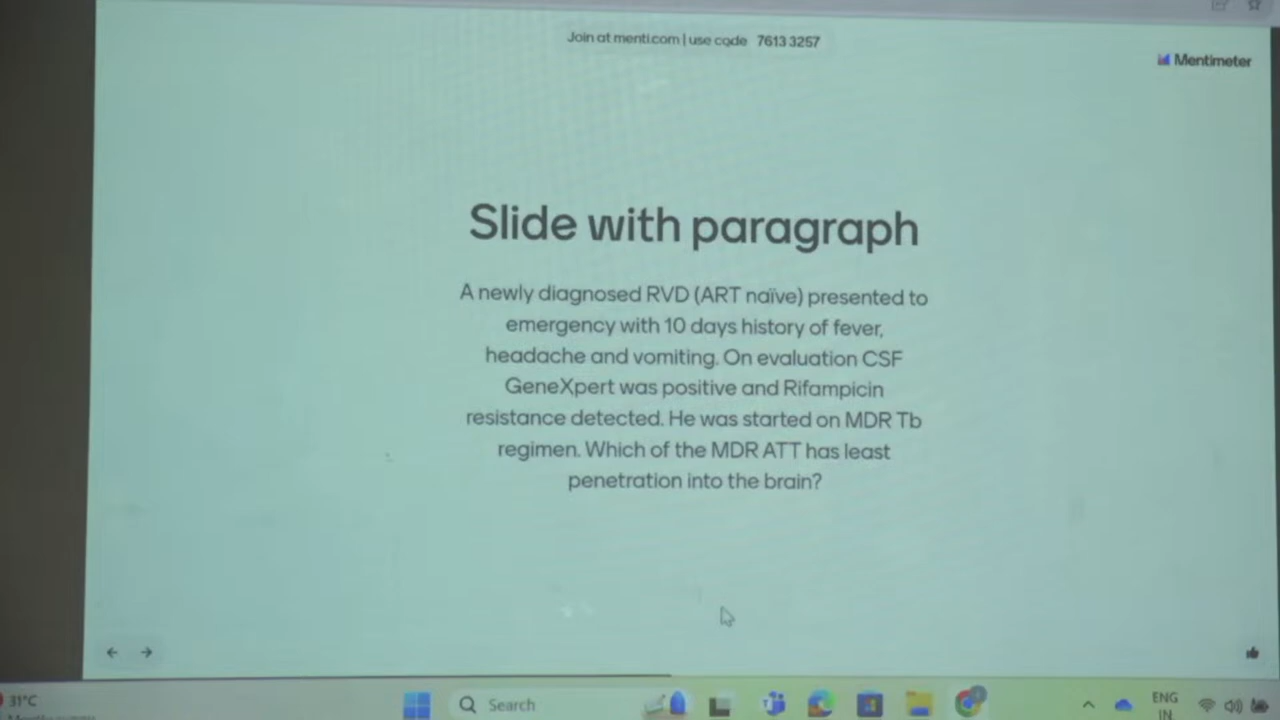 Join at menti.com | use code 7613 3257
Mentimeter
Slide with paragraph
A newly diagnosed RVD (ART naïve) presented to
emergency with 10 days history of fever,
headache and vomiting. On evaluation CSF
GeneXpert was positive and Rifampicin
resistance detected. He was started on MDR Tb
regimen. Which of the MDR ATT has least
penetration into the brain?
31°C
Search
ENG
IN